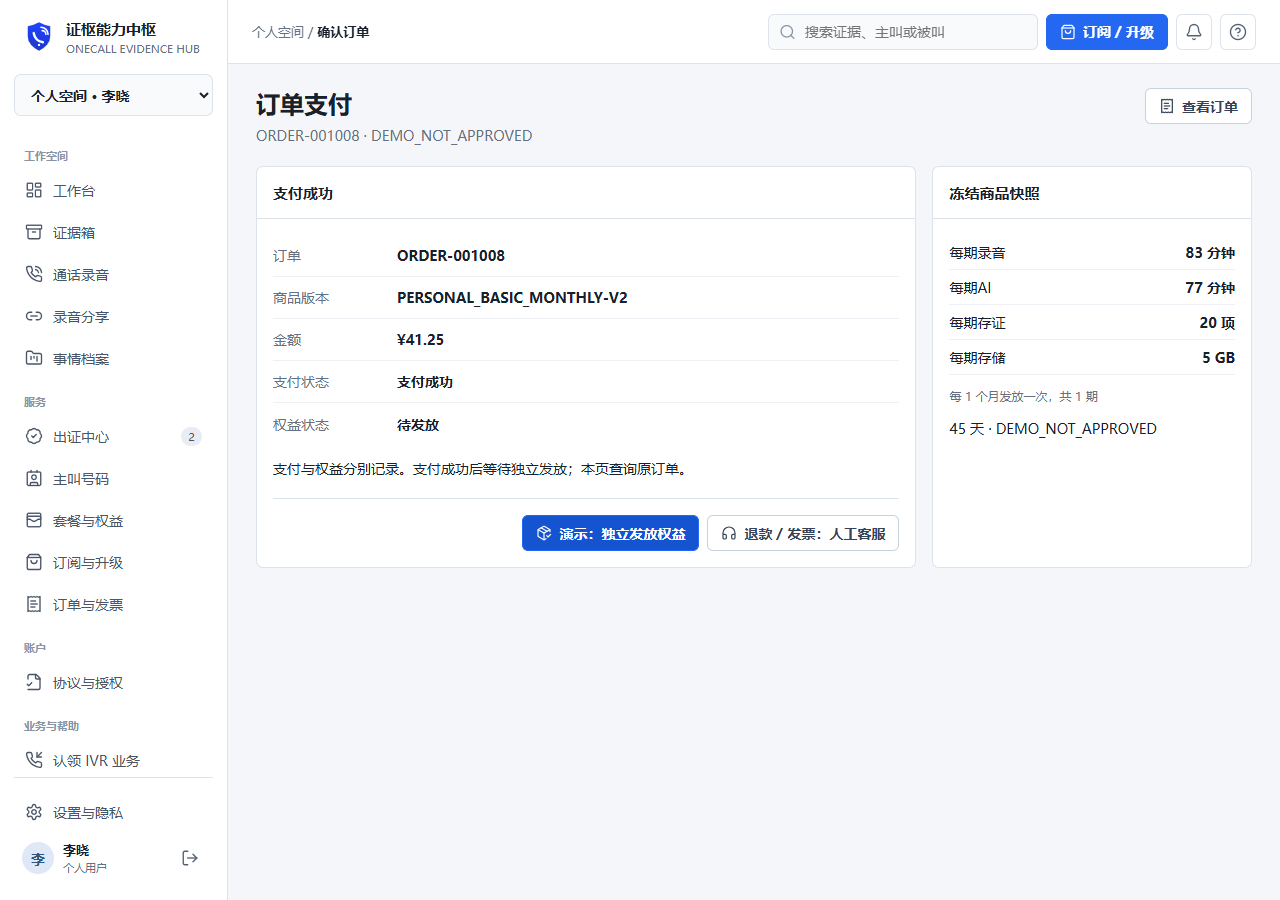 证枢能力中枢
ONECALL EVIDENCE HUB
个人空间 • 李晓
工作空间
工作台
证据箱
通话录音
录音分享
事情档案
服务
出证中心 2
主叫号码
套餐与权益
订阅与升级
订单与发票
账户
协议与授权
业务与帮助
认领 IVR 业务
设置与隐私
李 李晓
个人用户
个人空间 / 确认订单
搜索证据、主叫或被叫
订阅 / 升级
订单支付
ORDER-001008 · DEMO_NOT_APPROVED
查看订单
支付成功
订单 ORDER-001008
商品版本 PERSONAL_BASIC_MONTHLY-V2
金额 ¥41.25
支付状态 支付成功
权益状态 待发放
支付与权益分别记录。支付成功后等待独立发放；本页查询原订单。
演示：独立发放权益
退款 / 发票：人工客服
冻结商品快照
每期录音 83 分钟
每期AI 77 分钟
每期存证 20 项
每期存储 5 GB
每 1 个月发放一次，共 1 期
45 天 · DEMO_NOT_APPROVED